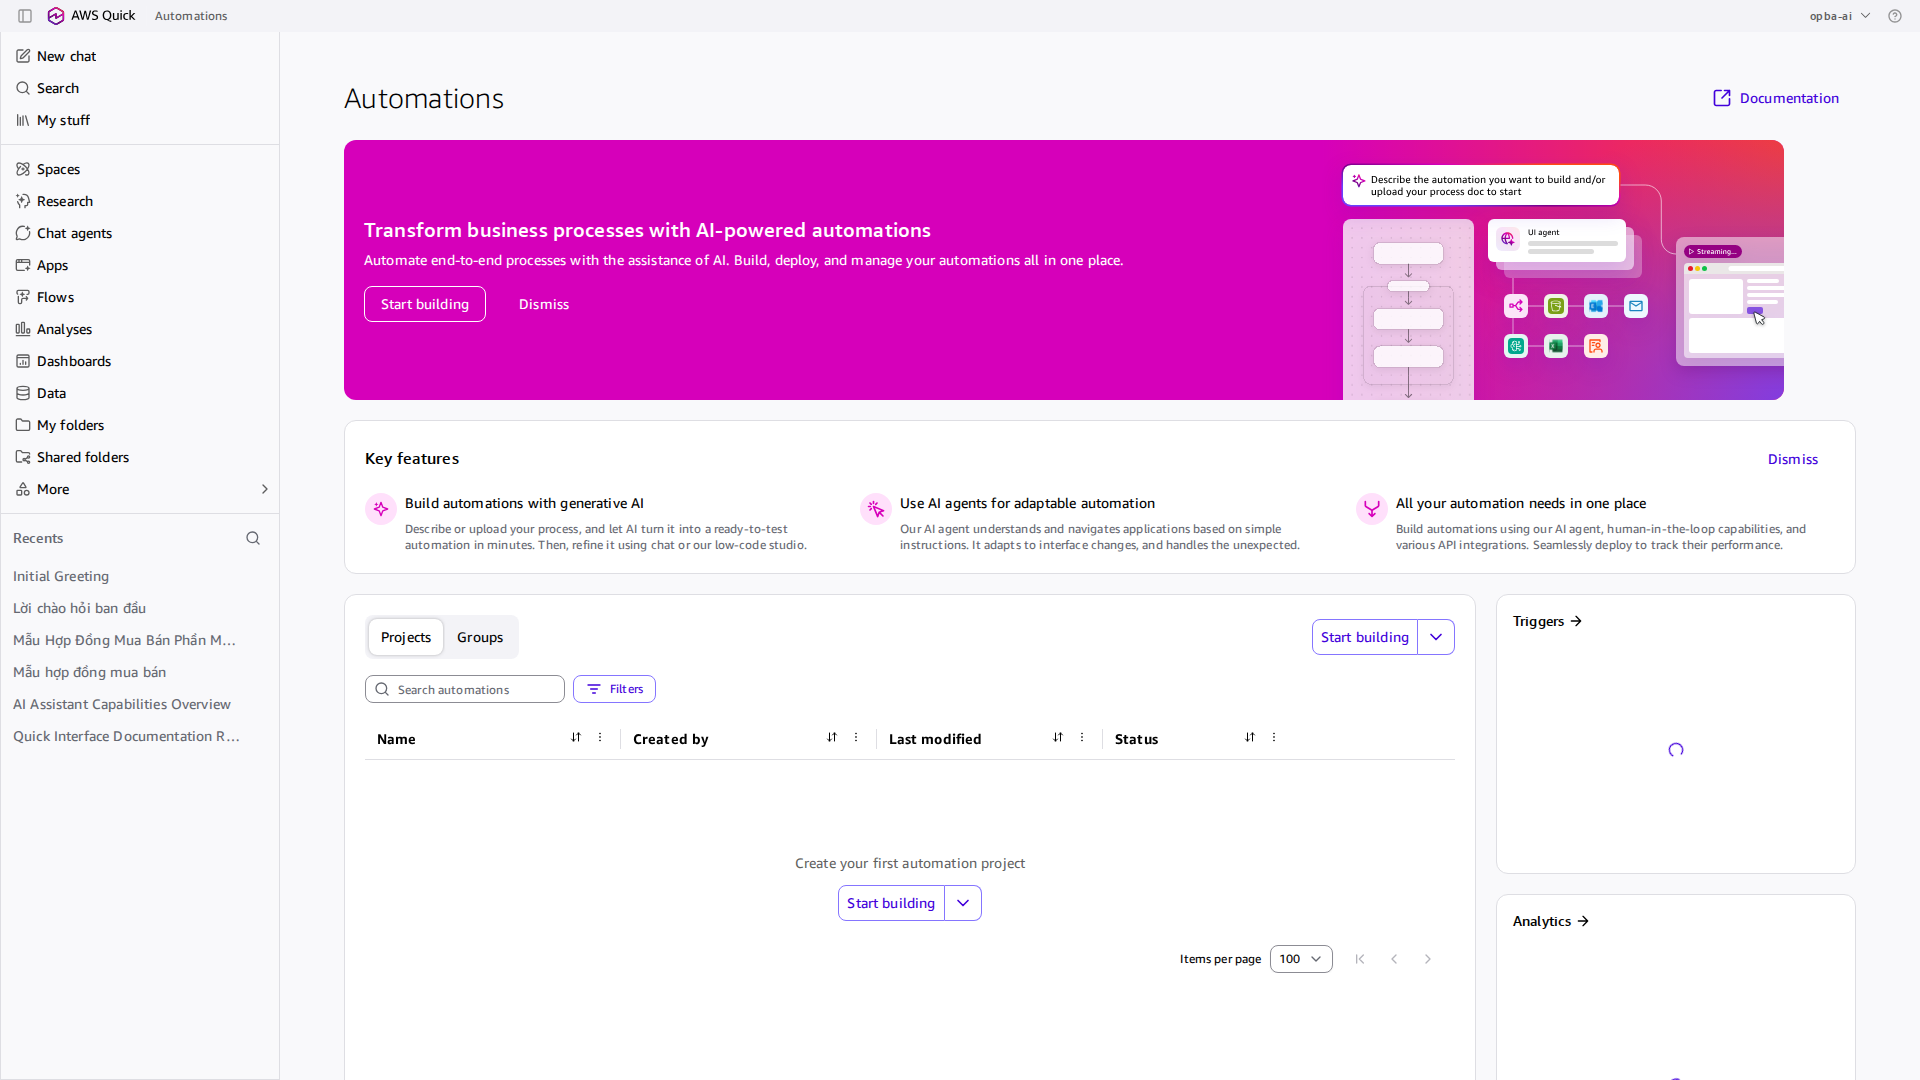 AWS Quick
Automations
opba-ai
New chat
Search
My stuff
Spaces
Research
Chat agents
Apps
Flows
Analyses
Dashboards
Data
My folders
Shared folders
More
Recents
Initial Greeting
Lời chào hỏi ban đầu
Mẫu Hợp Đồng Mua Bán Phần M...
Mẫu hợp đồng mua bán
AI Assistant Capabilities Overview
Quick Interface Documentation R...
Automations
Documentation
Transform business processes with AI-powered automations
Automate end-to-end processes with the assistance of AI. Build, deploy, and manage your automations all in one place.
Start building
Dismiss
Describe the automation you want to build and/or
upload your process doc to start
UI agent
Streaming...
Key features
Dismiss
Build automations with generative AI
Describe or upload your process, and let AI turn it into a ready-to-test
automation in minutes. Then, refine it using chat or our low-code studio.
Use AI agents for adaptable automation
Our AI agent understands and navigates applications based on simple
instructions. It adapts to interface changes, and handles the unexpected.
All your automation needs in one place
Build automations using our AI agent, human-in-the-loop capabilities, and
various API integrations. Seamlessly deploy to track their performance.
Projects
Groups
Start building
Search automations
Filters
Name
Created by
Last modified
Status
Create your first automation project
Start building
Items per page
100
Triggers
Analytics